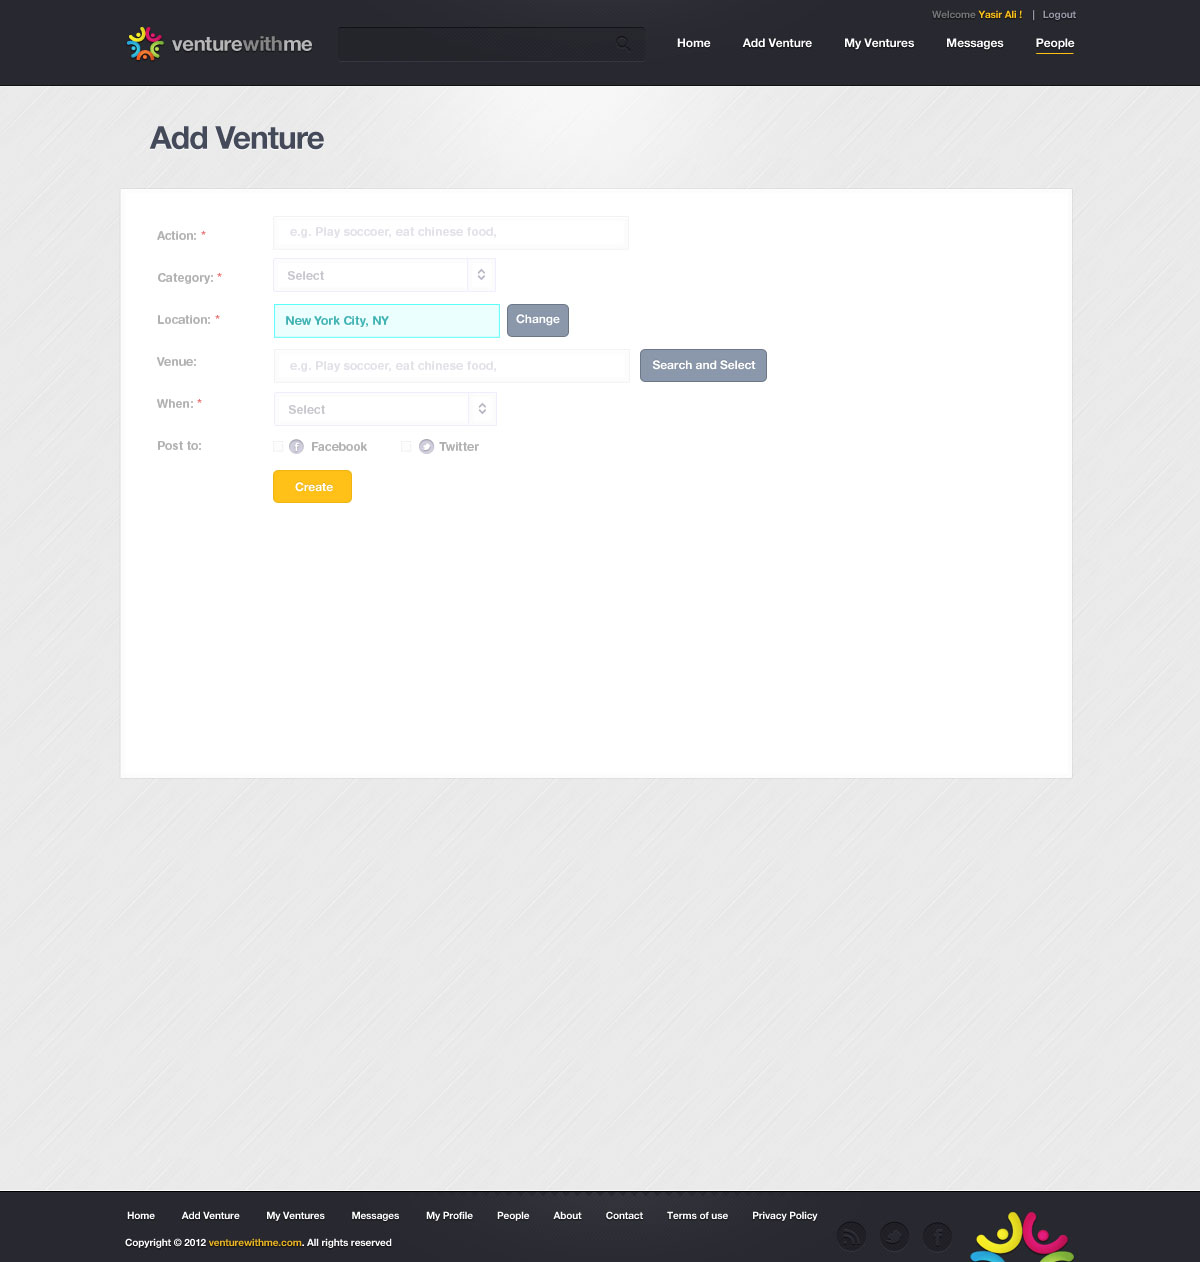 Welcome Yasir Ali ! | Logout
venturewithme
Home Add Venture My Ventures Messages People
Add Venture
Action: * e.g. Play soccoer, eat chinese food,
Category: * Select
Location: * New York City, NY Change
Venue: e.g. Play soccoer, eat chinese food, Search and Select
When: * Select
Post to: f Facebook Twitter
Create
Home Add Venture My Ventures Messages My Profile People About Contact Terms of use Privacy Policy
Copyright © 2012 venturewithme.com. All rights reserved f